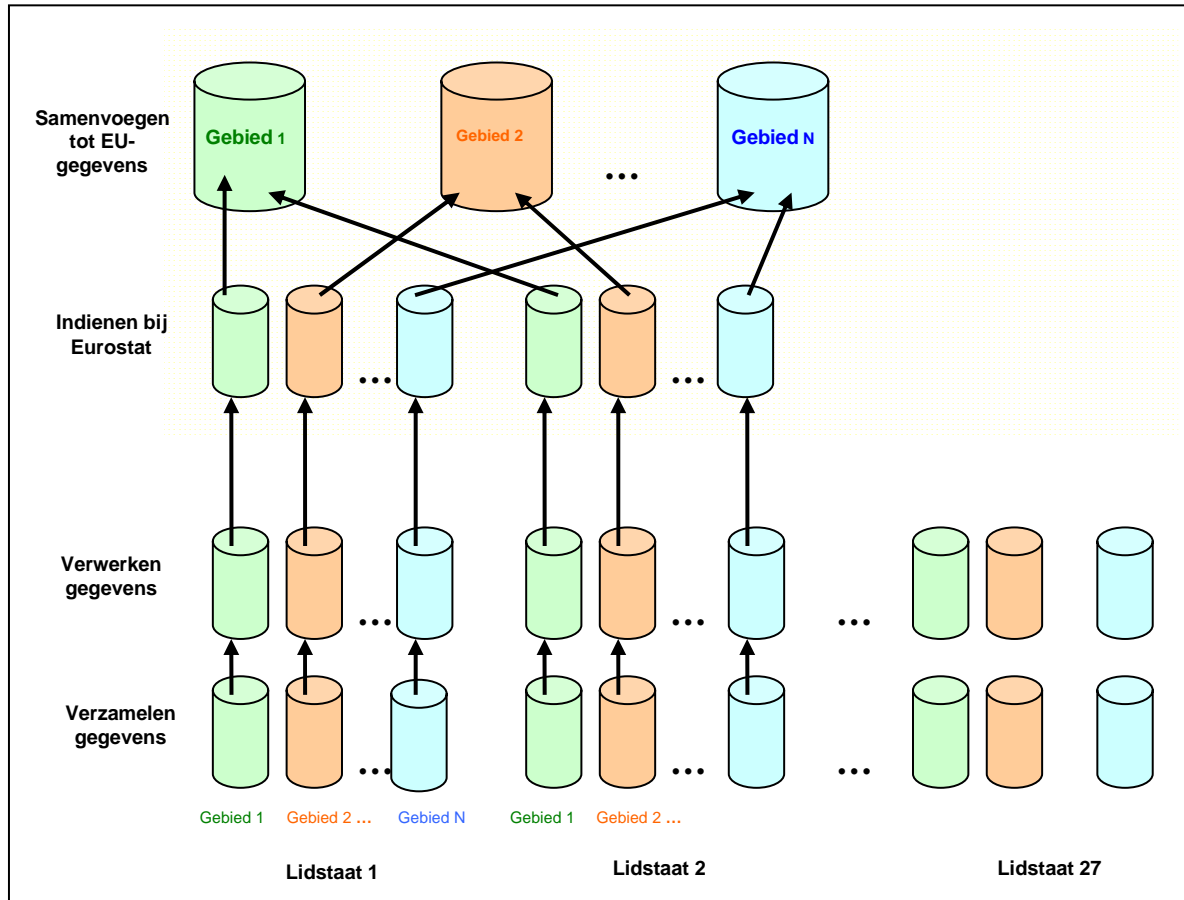 Samenvoegen
tot EU-
gegevens
Gebied 1
Gebied 2
...
Gebied N
Indienen bij
Eurostat
...
...
Verwerken
gegevens
...
...
...
Verzamelen
gegevens
...
...
...
Gebied 1
Gebied 2 ...
Gebied N
Gebied 1
Gebied 2 ...
Lidstaat 1
Lidstaat 2
Lidstaat 27